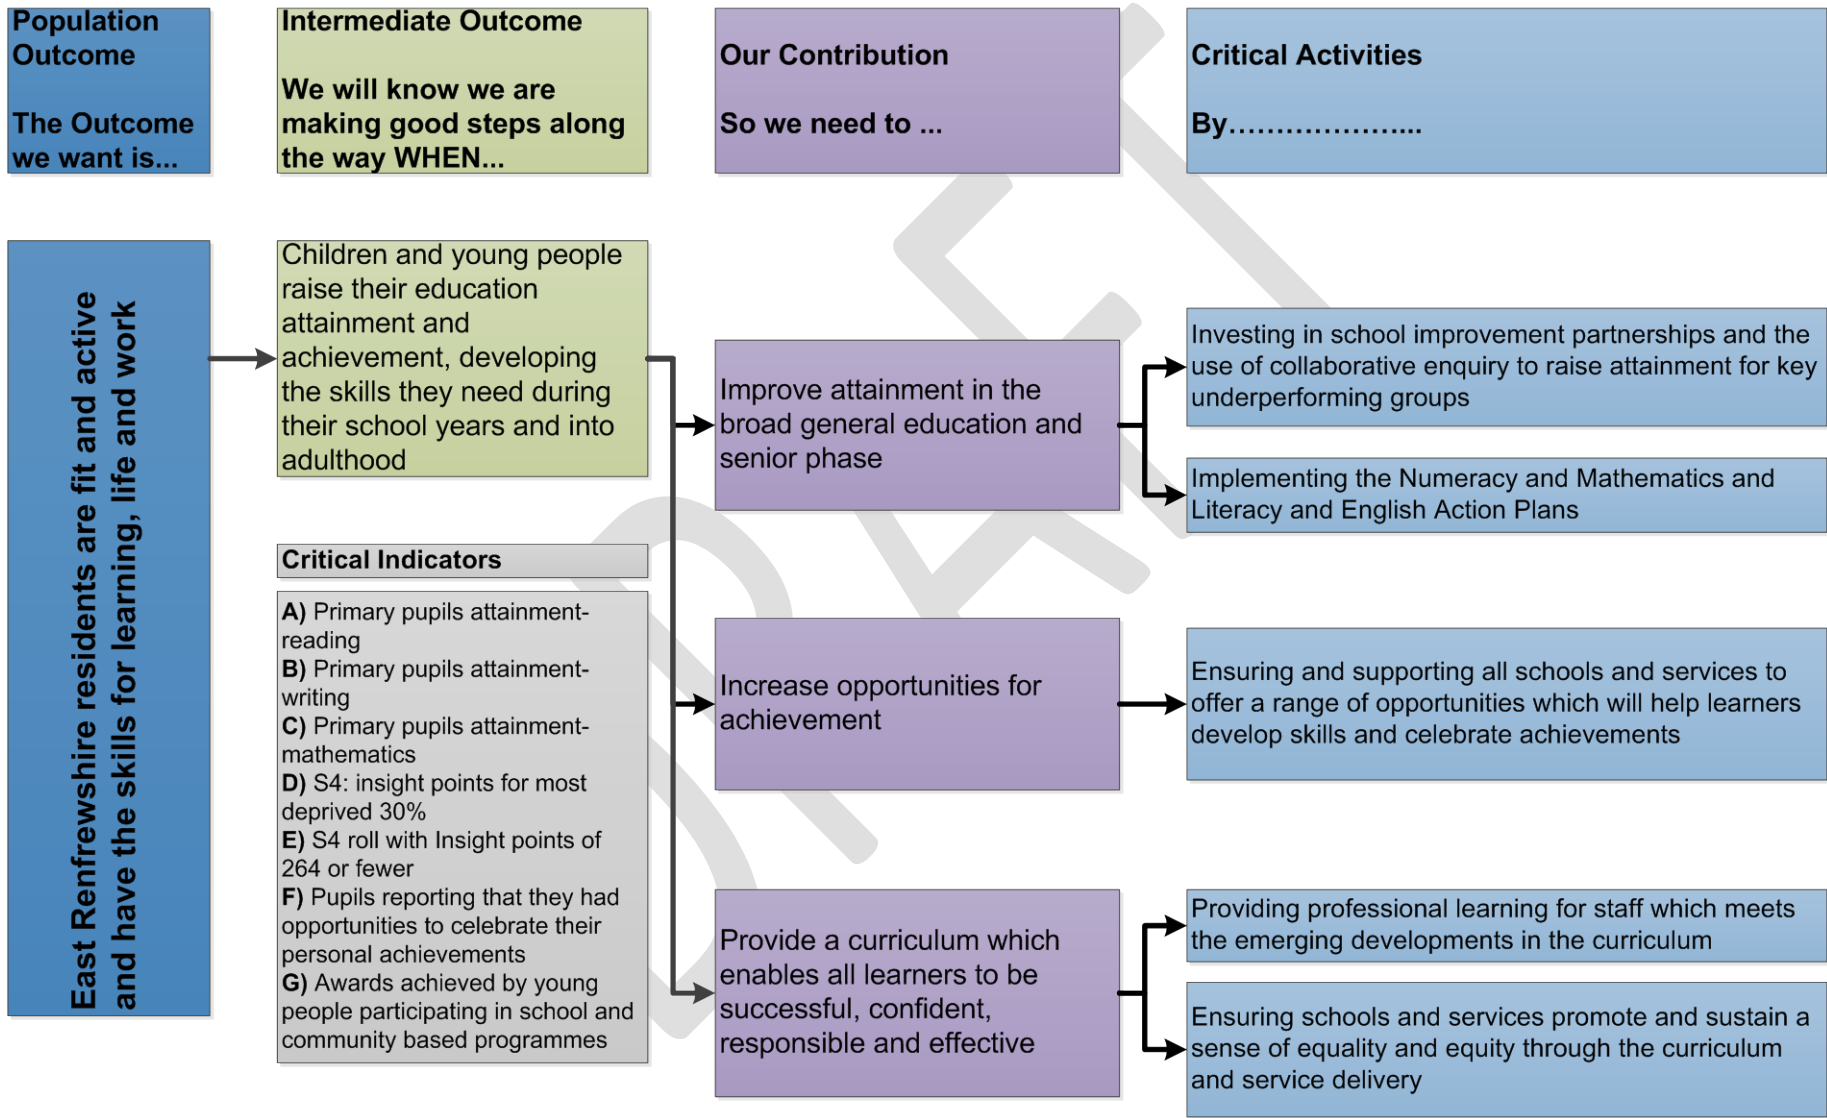 Population
Outcome
The Outcome
we want is...
Intermediate Outcome
We will know we are
making good steps along
the way WHEN...
Our Contribution
So we need to ...
Critical Activities
By…………………...
East Renfrewshire residents are fit and active
and have the skills for learning, life and work
Children and young people
raise their education
attainment and
achievement, developing
the skills they need during
their school years and into
adulthood
Critical Indicators
A) Primary pupils attainment-
reading
B) Primary pupils attainment-
writing
C) Primary pupils attainment-
mathematics
D) S4: insight points for most
deprived 30%
E) S4 roll with Insight points of
264 or fewer
F) Pupils reporting that they had
opportunities to celebrate their
personal achievements
G) Awards achieved by young
people participating in school and
community based programmes
Improve attainment in the
broad general education and
senior phase
Investing in school improvement partnerships and the
use of collaborative enquiry to raise attainment for key
underperforming groups
Implementing the Numeracy and Mathematics and
Literacy and English Action Plans
Increase opportunities for
achievement
Ensuring and supporting all schools and services to
offer a range of opportunities which will help learners
develop skills and celebrate achievements
Provide a curriculum which
enables all learners to be
successful, confident,
responsible and effective
Providing professional learning for staff which meets
the emerging developments in the curriculum
Ensuring schools and services promote and sustain a
sense of equality and equity through the curriculum
and service delivery
DRAFT